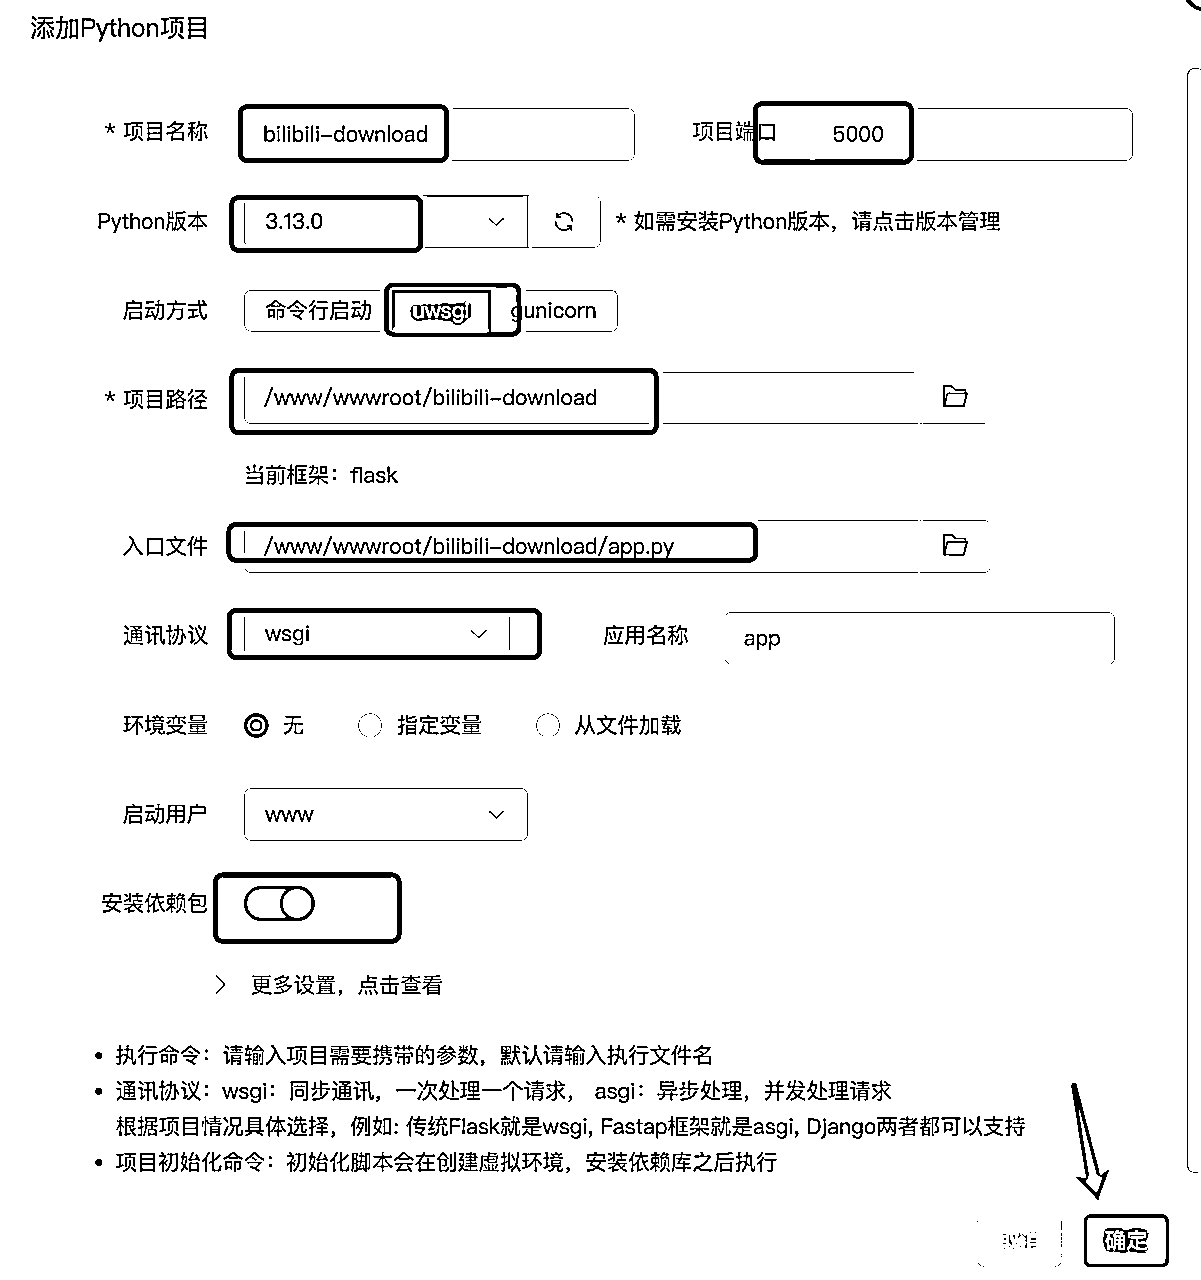 添加Python项目
* 项目名称 bilibili-download 项目端口 5000
Python版本 3.13.0 * 如需安装Python版本，请点击版本管理
启动方式 命令行启动 uwsgi gunicorn
* 项目路径 /www/wwwroot/bilibili-download
当前框架：flask
入口文件 /www/wwwroot/bilibili-download/app.py
通讯协议 wsgi 应用名称 app
环境变量 无 指定变量 从文件加载
启动用户 www
安装依赖包
> 更多设置，点击查看
• 执行命令：请输入项目需要携带的参数，默认请输入执行文件名
• 通讯协议：wsgi：同步通讯，一次处理一个请求， asgi：异步处理，并发处理请求
根据项目情况具体选择，例如: 传统Flask就是wsgi, Fastap框架就是asgi, Django两者都可以支持
• 项目初始化命令：初始化脚本会在创建虚拟环境，安装依赖库之后执行
确定